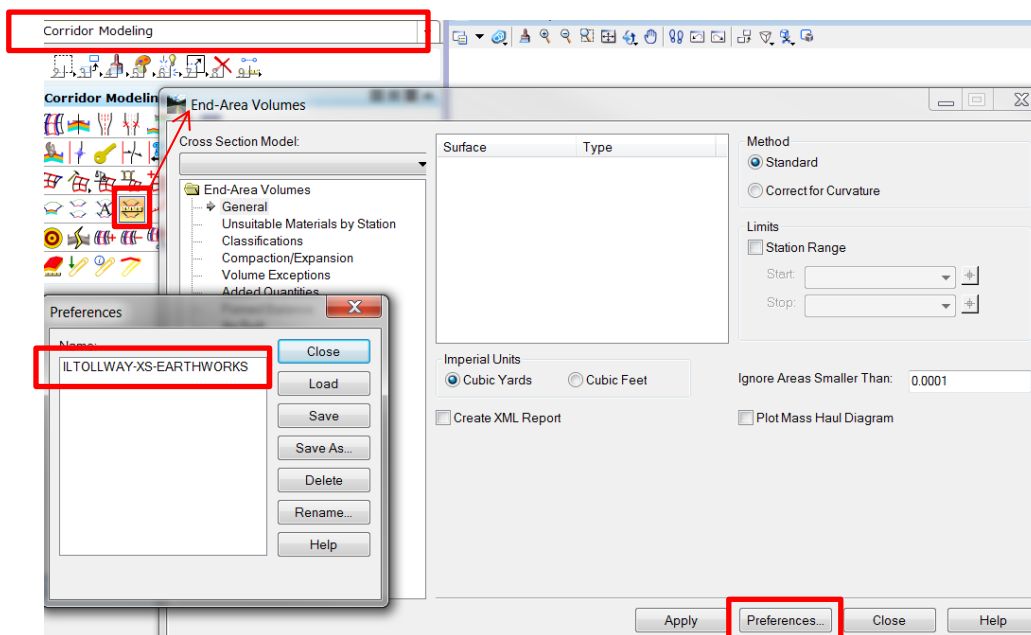 Corridor Modeling
Corridor Modelin
End-Area Volumes
Cross Section Model:
End-Area Volumes
General
Unsuitable Materials by Station
Classifications
Compaction/Expansion
Volume Exceptions
Added Quantities
Surface Type
Method
Standard
Correct for Curvature
Limits
Station Range
Start:
Stop:
Imperial Units
Cubic Yards Cubic Feet
Ignore Areas Smaller Than: 0.0001
Create XML Report
Plot Mass Haul Diagram
Preferences
Name:
ILTOLLWAY-XS-EARTHWORKS
Close
Load
Save
Save As...
Delete
Rename...
Help
Apply Preferences... Close Help